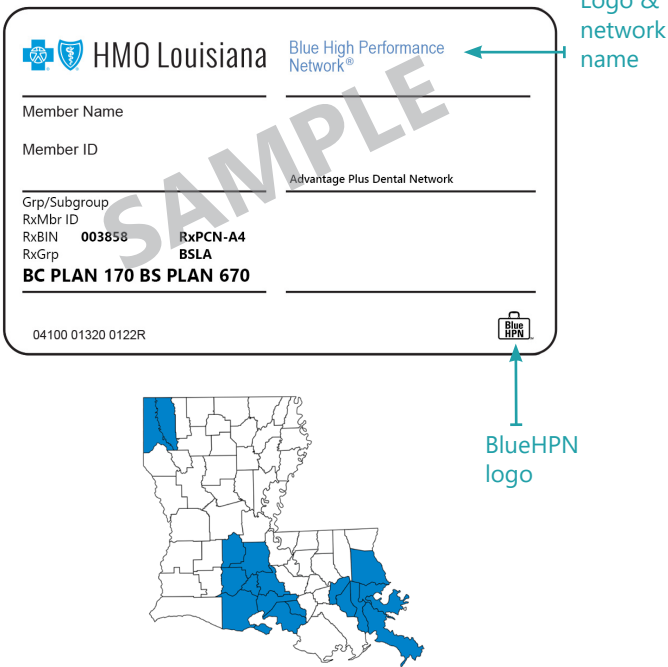 Logo &
network
name
HMO Louisiana
Blue High Performance
Network®
Member Name
Member ID
SAMPLE
Advantage Plus Dental Network
Grp/Subgroup
RxMbr ID
RxBIN 003858 RxPCN-A4
RxGrp BSLA
BC PLAN 170 BS PLAN 670
04100 01320 0122R
Blue
HPN
BlueHPN
logo